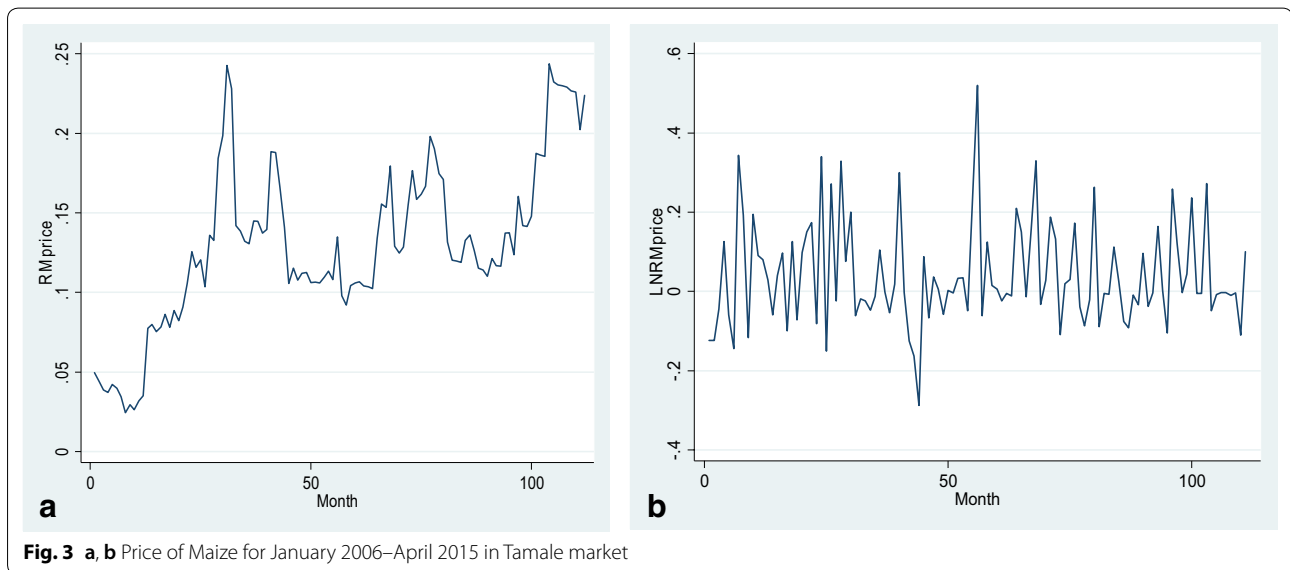 RMprice
.25
.2
.15
.1
.05
0
0 50 100
Month
a
LNRMprice
.6
.4
.2
0
-.2
-.4
0 50 100
Month
b
Fig. 3 a, b Price of Maize for January 2006–April 2015 in Tamale market